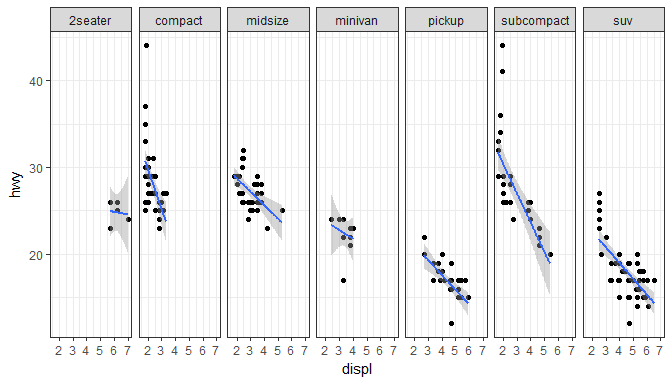 2seater compact midsize minivan pickup subcompact suv
40
30
20
hwy
2 3 4 5 6 7 2 3 4 5 6 7 2 3 4 5 6 7 2 3 4 5 6 7 2 3 4 5 6 7 2 3 4 5 6 7 2 3 4 5 6 7
displ